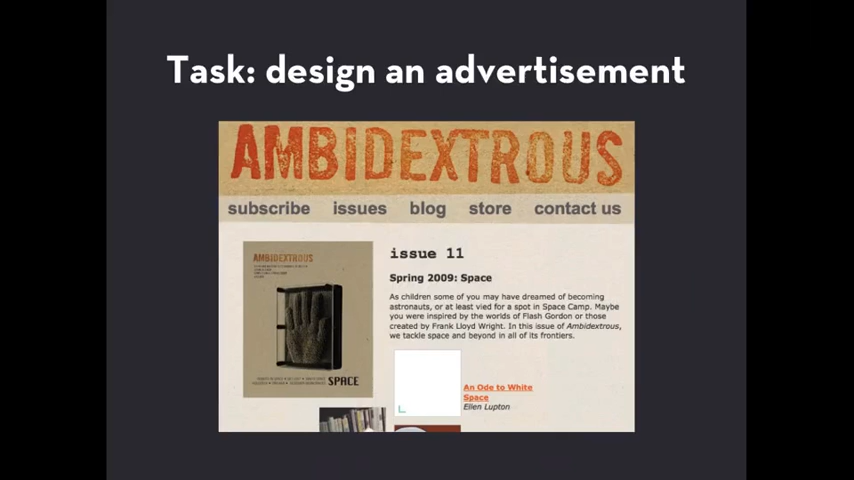 Task: design an advertisement
AMBIDEXTROUS
subscribe issues blog store contact us
AMBIDEXTROUS
SPACE
issue 11
Spring 2009: Space
As children some of you may have dreamed of becoming
astronauts, or at least vied for a spot in Space Camp. Maybe
you were inspired by the worlds of Flash Gordon or those
created by Frank Lloyd Wright. In this issue of Ambidextrous,
we tackle space and beyond in all of its frontiers.
An Ode to White
Space
Ellen Lupton